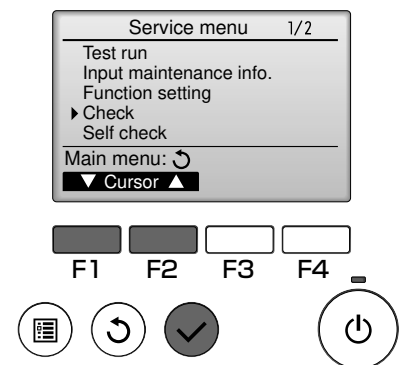 Service menu 1/2
Test run
Input maintenance info.
Function setting
Check
Self check
Main menu:
Cursor
F1 F2 F3 F4